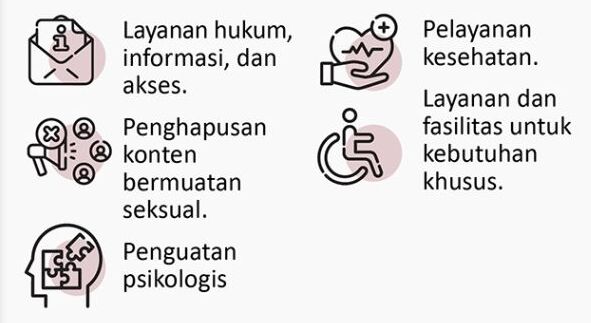 Layanan hukum,
informasi, dan
akses.
Penghapusan
konten
bermuatan
seksual.
Penguatan
psikologis
Pelayanan
kesehatan.
Layanan dan
fasilitas untuk
kebutuhan
khusus.